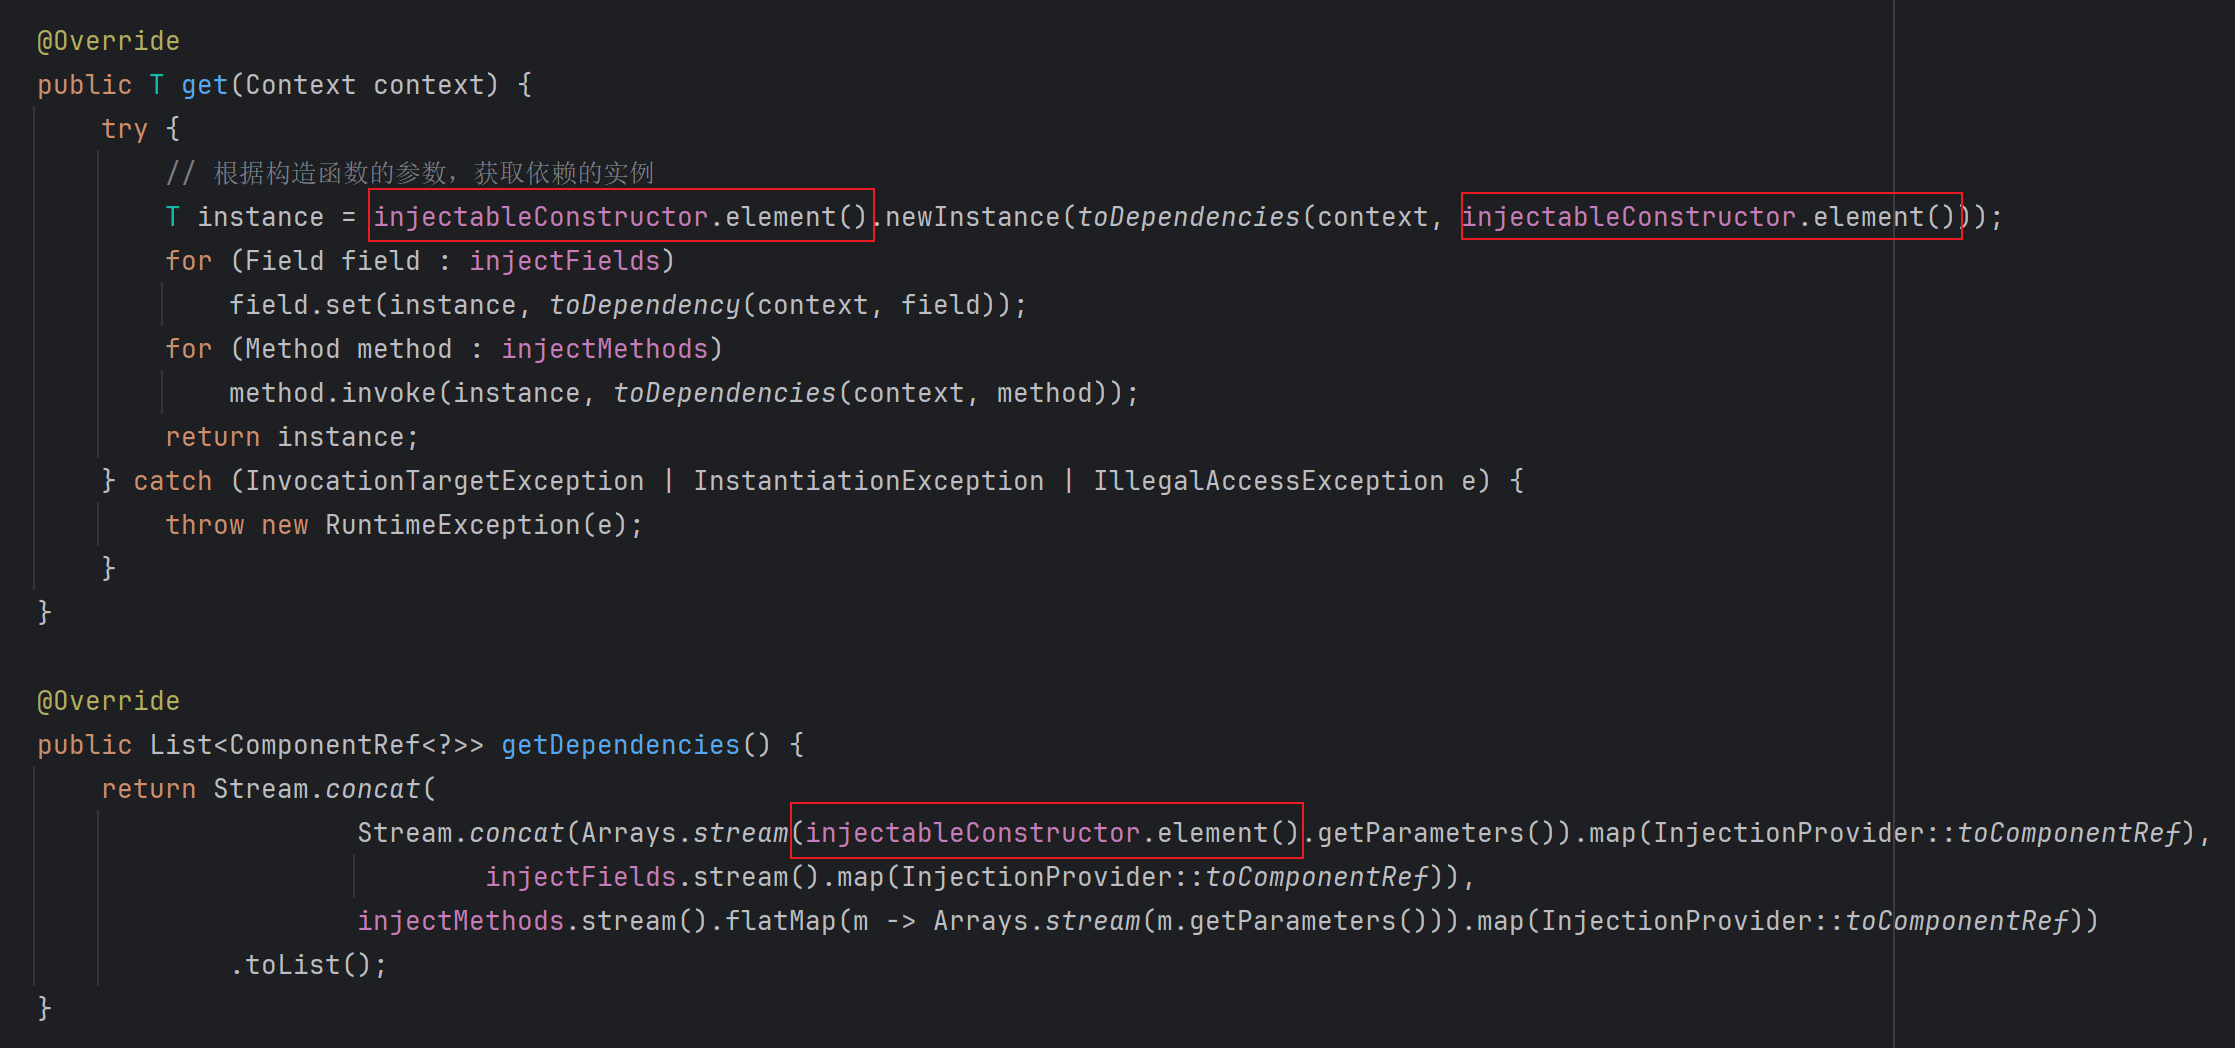 @Override
public T get(Context context) {
try {
// 根据构造函数的参数，获取依赖的实例
T instance = injectableConstructor.element().newInstance(toDependencies(context, injectableConstructor.element()));
for (Field field : injectFields)
field.set(instance, toDependency(context, field));
for (Method method : injectMethods)
method.invoke(instance, toDependencies(context, method));
return instance;
} catch (InvocationTargetException | InstantiationException | IllegalAccessException e) {
throw new RuntimeException(e);
}
}
@Override
public List<ComponentRef<?>> getDependencies() {
return Stream.concat(
Stream.concat(Arrays.stream(injectableConstructor.element().getParameters()).map(InjectionProvider::toComponentRef),
injectFields.stream().map(InjectionProvider::toComponentRef)),
injectMethods.stream().flatMap(m -> Arrays.stream(m.getParameters())).map(InjectionProvider::toComponentRef))
.toList();
}